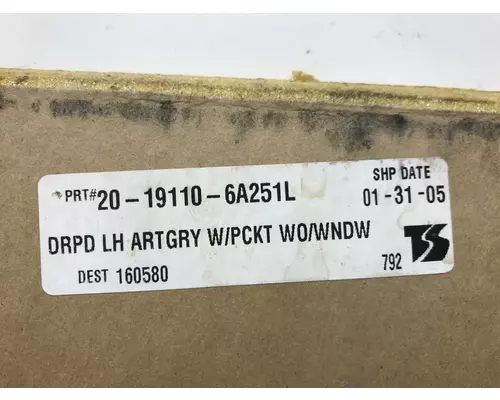 PRT# 20-19110-6A251L
SHP DATE
01-31-05
DRPD LH ARTGRY W/PCKT WO/WNDW
TS
DEST 160580
792